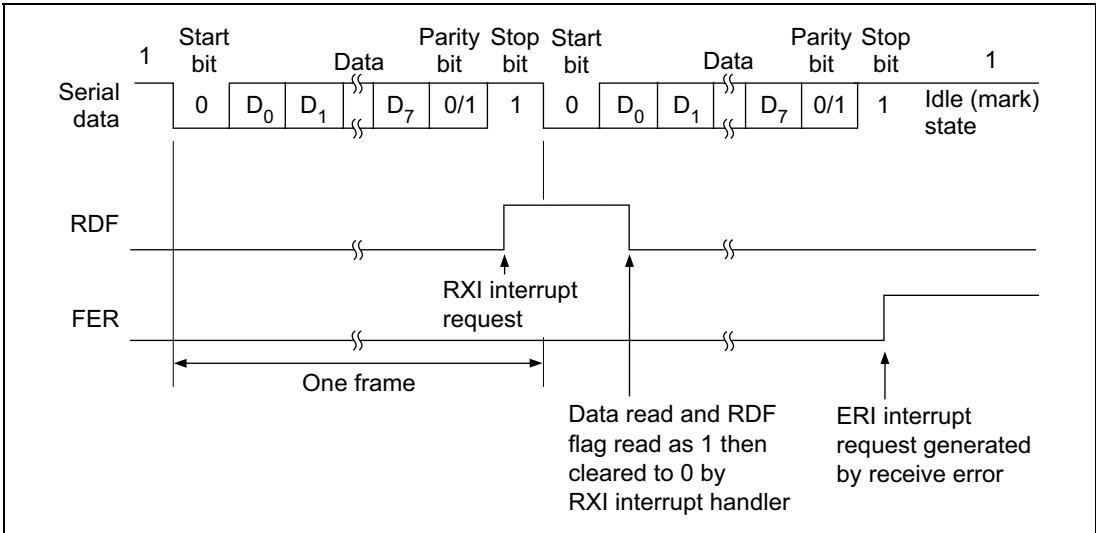 1 Start bit Data Parity bit Stop bit Start bit Data Parity bit Stop bit 1
Serial data 0 D0 D1 D7 0/1 1 0 D0 D1 D7 0/1 1 Idle (mark) state
RDF
RXI interrupt
request
FER
One frame
Data read and RDF
flag read as 1 then
cleared to 0 by
RXI interrupt handler
ERI interrupt
request generated
by receive error